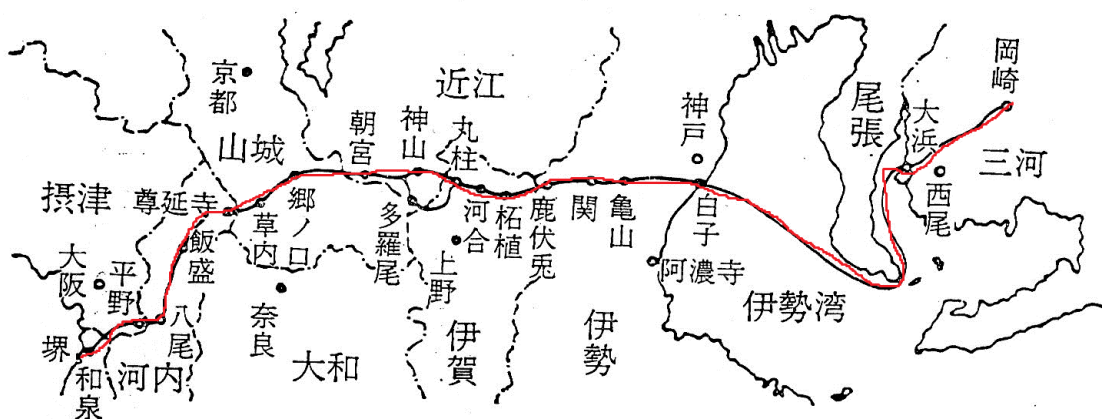 岡崎
大浜
三河
西尾
尾張
伊勢湾
神戸
白子
阿濃寺
伊勢
亀山
関
鹿伏兎
柘植
河合
丸柱
近江
神山
多羅尾
上野
伊賀
朝宮
郷ノ口
草内
山城
京都
奈良
大和
尊延寺
飯盛
摂津
八尾
平野
大阪
河内
堺
和泉